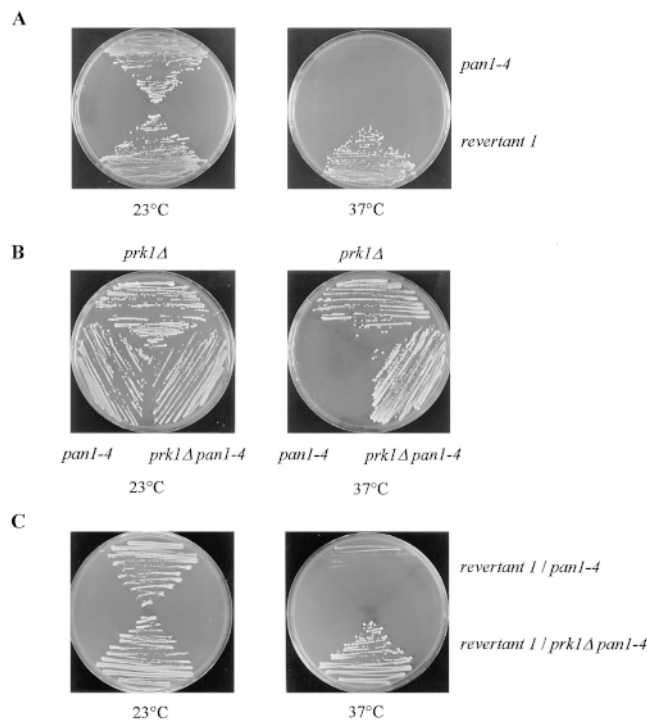 A
pan1-4
revertant 1
23°C 37°C
B
prk1Δ prk1Δ
pan1-4 prk1Δ pan1-4 pan1-4 prk1Δ pan1-4
23°C 37°C
C
revertant 1 / pan1-4
revertant 1 / prk1Δ pan1-4
23°C 37°C